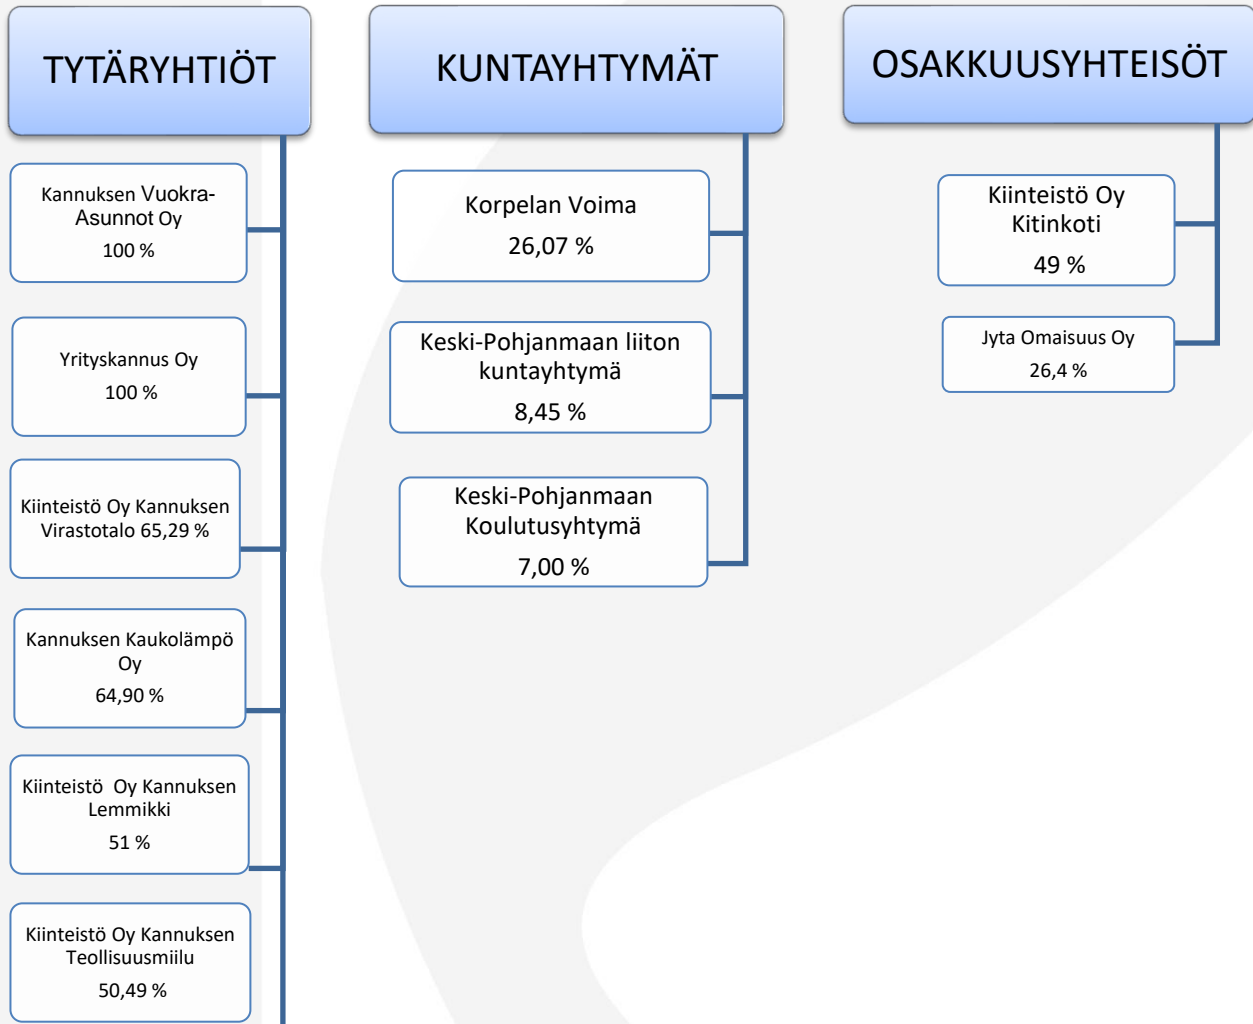 TYTÄRYHTIÖT
Kannuksen Vuokra-
Asunnot Oy
100 %
Yrityskannus Oy
100 %
Kiinteistö Oy Kannuksen
Virastotalo 65,29 %
Kannuksen Kaukolämpö
Oy
64,90 %
Kiinteistö Oy Kannuksen
Lemmikki
51 %
Kiinteistö Oy Kannuksen
Teollisuusmiilu
50,49 %
KUNTAYHTYMÄT
Korpelan Voima
26,07 %
Keski-Pohjanmaan liiton
kuntayhtymä
8,45 %
Keski-Pohjanmaan
Koulutusyhtymä
7,00 %
OSAKKUUSYHTEISÖT
Kiinteistö Oy
Kitinkoti
49 %
Jyta Omaisuus Oy
26,4 %